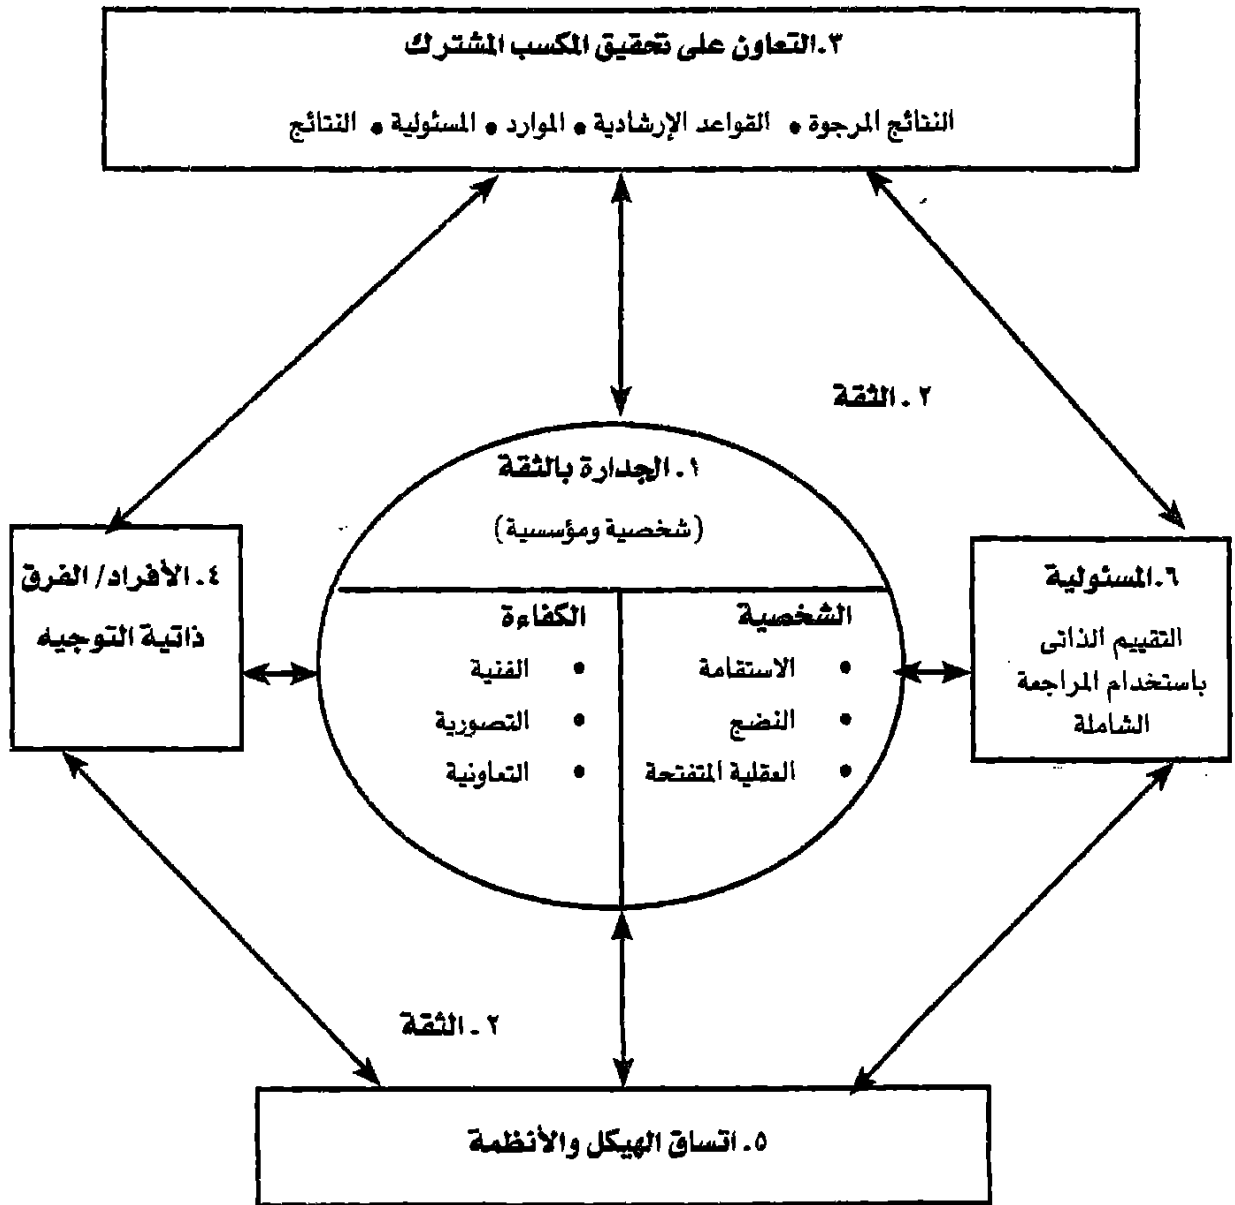 ٣.التعاون على تحقيق المكسب المشترك
النتائج المرجوة • القواعد الإرشادية • الموارد • المسئولية • النتائج
٢. الثقة
١. الجدارة بالثقة
(شخصية ومؤسسية)
الشخصية
• الاستقامة
• النضج
• العقلية المتفتحة
الكفاءة
• الفنية
• التصورية
• التعاونية
٦.المسئولية
التقييم الذاتى
باستخدام المراجعة
الشاملة
٤. الأفراد/ الفرق
ذاتية التوجيه
٢. الثقة
٥. اتساق الهيكل والأنظمة